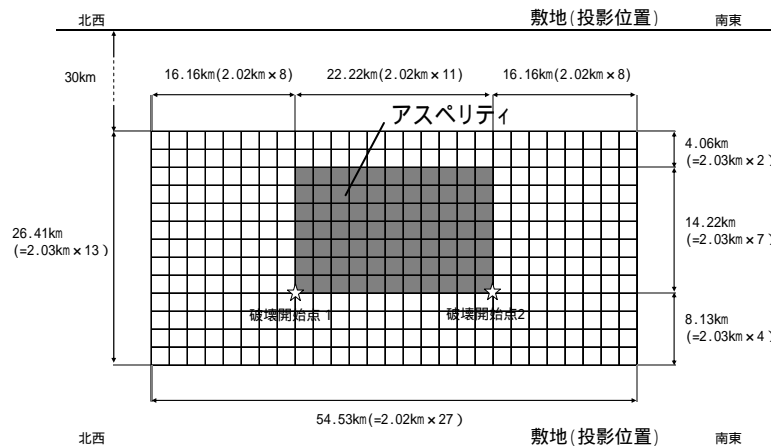 北西
敷地(投影位置)
南東
30km
16.16km(2.02km×8)
22.22km(2.02km×11)
16.16km(2.02km×8)
アスペリティ
4.06km
(=2.03km×2)
26.41km
(=2.03km×13)
14.22km
(=2.03km×7)
破壊開始点1
破壊開始点2
8.13km
(=2.03km×4)
54.53km(=2.02km×27)
北西
敷地(投影位置)
南東